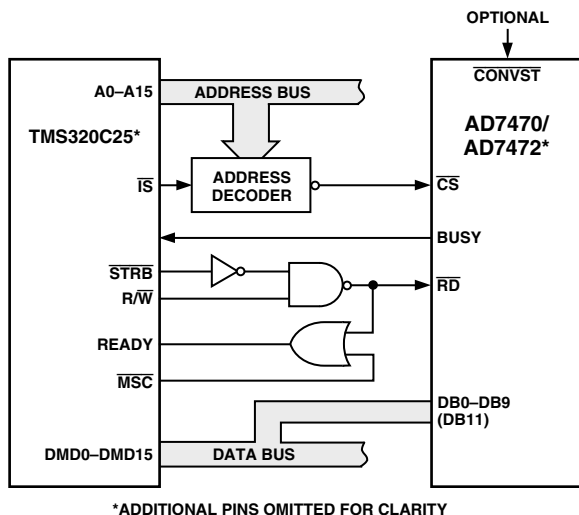 OPTIONAL
A0–A15
ADDRESS BUS
CONVST
TMS320C25*
AD7470/
AD7472*
IS
ADDRESS
DECODER
CS
BUSY
STRB
R/W
RD
READY
MSC
DB0–DB9
(DB11)
DMD0–DMD15
DATA BUS
*ADDITIONAL PINS OMITTED FOR CLARITY